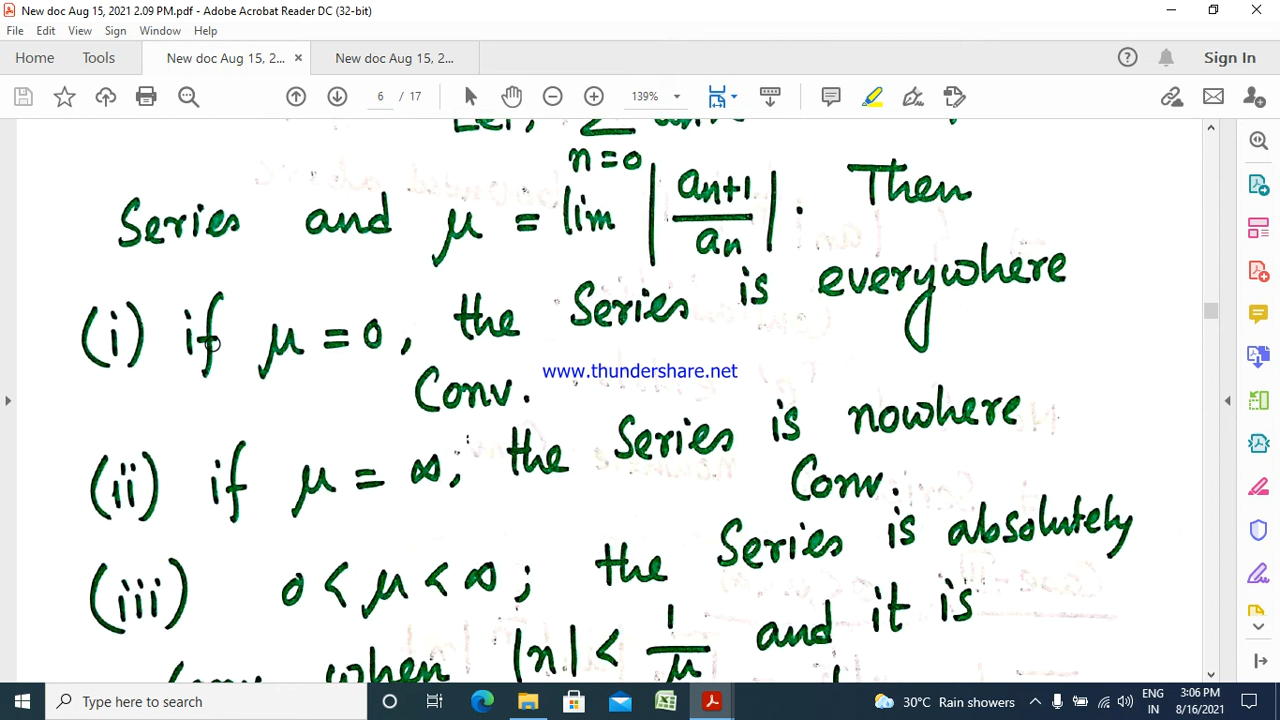 New doc Aug 15, 2021 2.09 PM.pdf - Adobe Acrobat Reader DC (32-bit)
File Edit View Sign Window Help
Home Tools New doc Aug 15, 2... × New doc Aug 15, 2... Sign In
6 / 17 139%
Let, ∑
n=0
Series and μ = lim |an+1/an|. Then
(i) if μ = 0, the Series is everywhere
Conv.
www.thundershare.net
(ii) if μ = ∞, the Series is nowhere
Conv.
(iii) 0 < μ < ∞; the Series is absolutely
Conv when |x| < 1/μ and it is
Type here to search
30°C Rain showers
ENG
IN
3:06 PM
8/16/2021